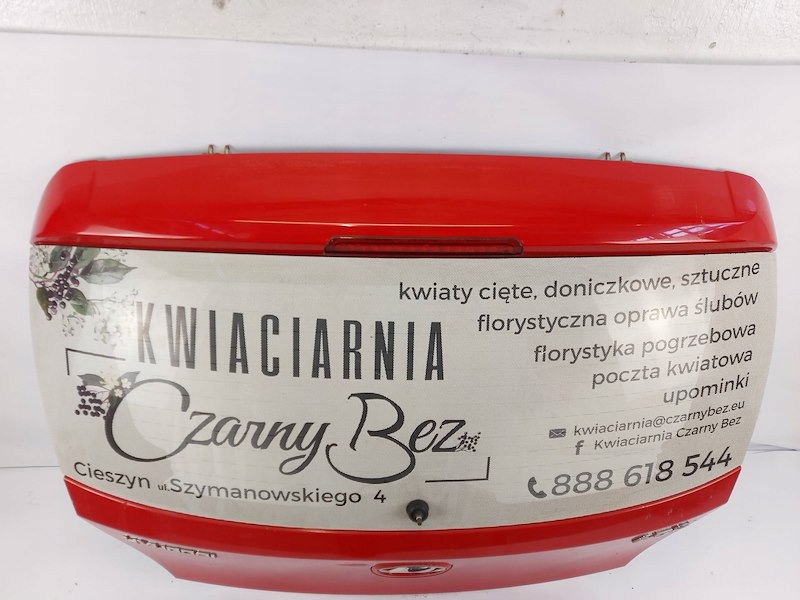 KWIACIARNIA
Czarny Bez
Cieszyn ul.Szymanowskiego 4
kwiaty cięte, doniczkowe, sztuczne
florystyczna oprawa ślubów
florystyka pogrzebowa
poczta kwiatowa
upominki
kwiaciarnia@czarnybez.eu
Kwiaciarnia Czarny Bez
888 618 544